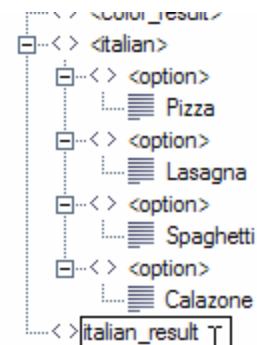 <color_result>
<italian>
<option>
Pizza
<option>
Lasagna
<option>
Spaghetti
<option>
Calazone
italian_result